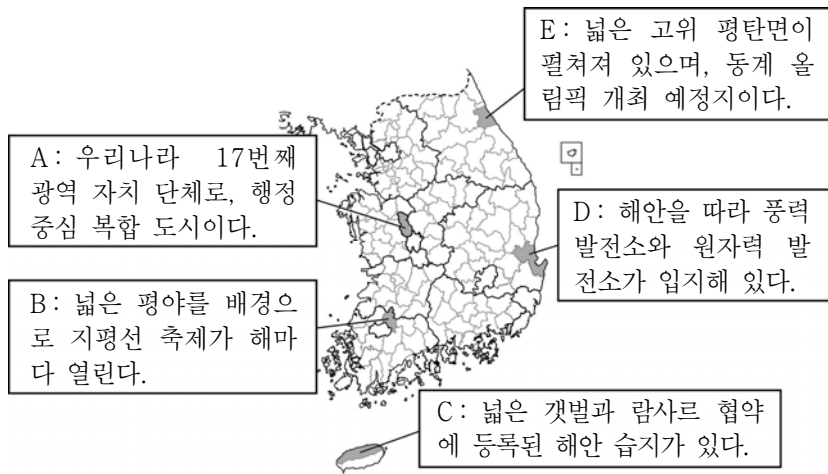 E: 넓은 고위 평탄면이
펼쳐져 있으며, 동계 올
림픽 개최 예정지이다.
A: 우리나라 17번째
광역 자치 단체로, 행정
중심 복합 도시이다.
D: 해안을 따라 풍력
발전소와 원자력 발
전소가 입지해 있다.
B: 넓은 평야를 배경으
로 지평선 축제가 해마
다 열린다.
C: 넓은 갯벌과 람사르 협약
에 등록된 해안 습지가 있다.